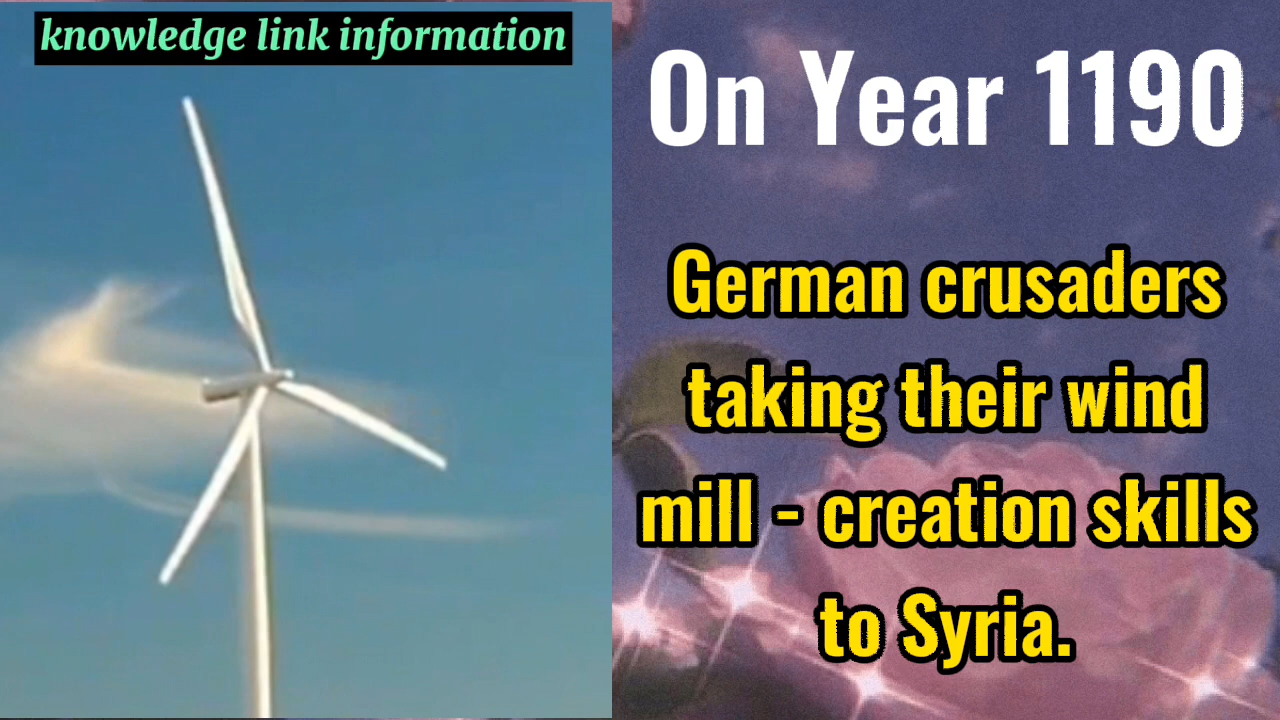 knowledge link information
On Year 1190
German crusaders
taking their wind
mill - creation skills
to Syria.